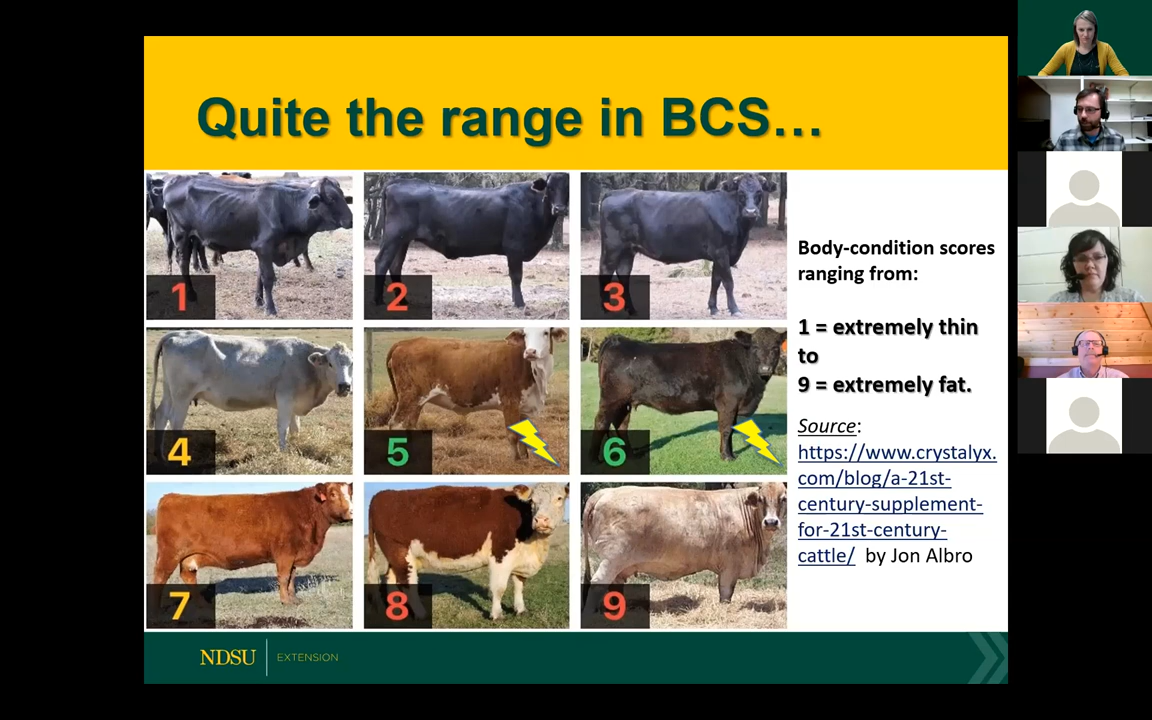 Quite the range in BCS...
1
2
3
4
5
6
7
8
9
Body-condition scores
ranging from:
1 = extremely thin
to
9 = extremely fat.
Source:
https://www.crystalyx.
com/blog/a-21st-
century-supplement-
for-21st-century-
cattle/ by Jon Albro
NDSU EXTENSION